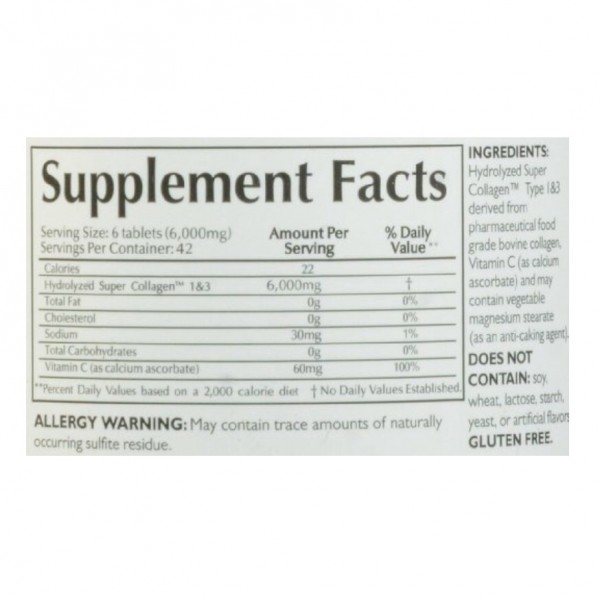 Supplement Facts
Serving Size: 6 tablets (6,000mg)
Servings Per Container: 42
Amount Per Serving
% Daily Value**
Calories 22
Hydrolyzed Super Collagen™ 1&3 6,000mg †
Total Fat 0g 0%
Cholesterol 0g 0%
Sodium 30mg 1%
Total Carbohydrates 0g 0%
Vitamin C (as calcium ascorbate) 60mg 100%
**Percent Daily Values based on a 2,000 calorie diet † No Daily Values Established.
ALLERGY WARNING: May contain trace amounts of naturally
occurring sulfite residue.
INGREDIENTS:
Hydrolyzed Super
Collagen™ Type 1&3
derived from
pharmaceutical food
grade bovine collagen,
Vitamin C (as calcium
ascorbate) and may
contain vegetable
magnesium stearate
(as an anti-caking agent).
DOES NOT
CONTAIN: soy,
wheat, lactose, starch,
yeast, or artificial flavors
GLUTEN FREE.